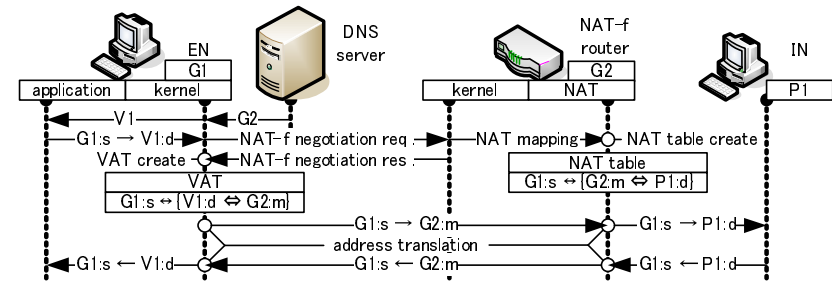 DNS
server
NAT-f
router
EN
IN
G1
G2
P1
application
kernel
kernel
NAT
V1
G2
G1:s → V1:d
NAT-f negotiation req.
NAT mapping
NAT table create
VAT create
NAT-f negotiation res.
VAT
G1:s ↔ {V1:d ⇔ G2:m}
NAT table
G1:s ↔ {G2:m ⇔ P1:d}
G1:s → G2:m
G1:s → P1:d
address translation
G1:s ← V1:d
G1:s ← G2:m
G1:s ← P1:d